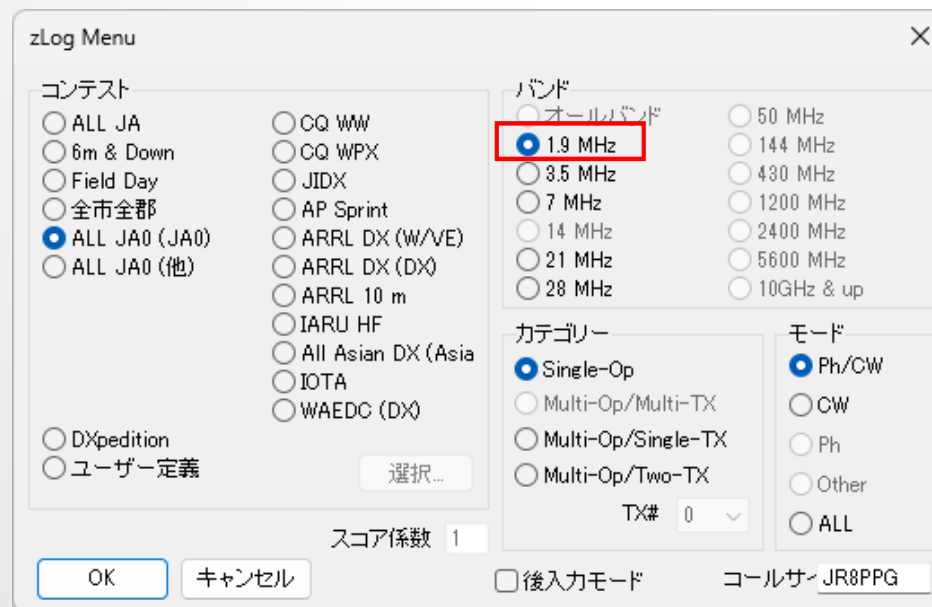 zLog Menu
コンテスト
ALL JA
6m & Down
Field Day
全市全郡
ALL JA0 (JA0)
ALL JA0 (他)
DXpedition
ユーザー定義
CQ WW
CQ WPX
JIDX
AP Sprint
ARRL DX (W/VE)
ARRL DX (DX)
ARRL 10 m
IARU HF
All Asian DX (Asia
IOTA
WAEDC (DX)
選択...
スコア係数 1
OK
キャンセル
バンド
オールバンド
1.9 MHz
3.5 MHz
7 MHz
14 MHz
21 MHz
28 MHz
50 MHz
144 MHz
430 MHz
1200 MHz
2400 MHz
5600 MHz
10GHz & up
カテゴリー
Single-Op
Multi-Op/Multi-TX
Multi-Op/Single-TX
Multi-Op/Two-TX
TX# 0
モード
Ph/CW
CW
Ph
Other
ALL
後入力モード
コールサイ JR8PPG